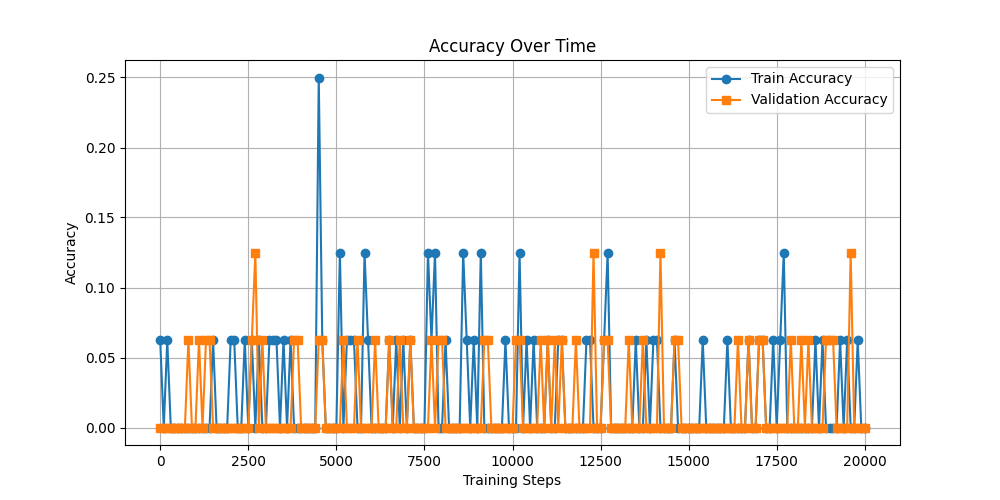 Accuracy Over Time
Train Accuracy
Validation Accuracy
Accuracy
0.25
0.20
0.15
0.10
0.05
0.00
0 2500 5000 7500 10000 12500 15000 17500 20000
Training Steps